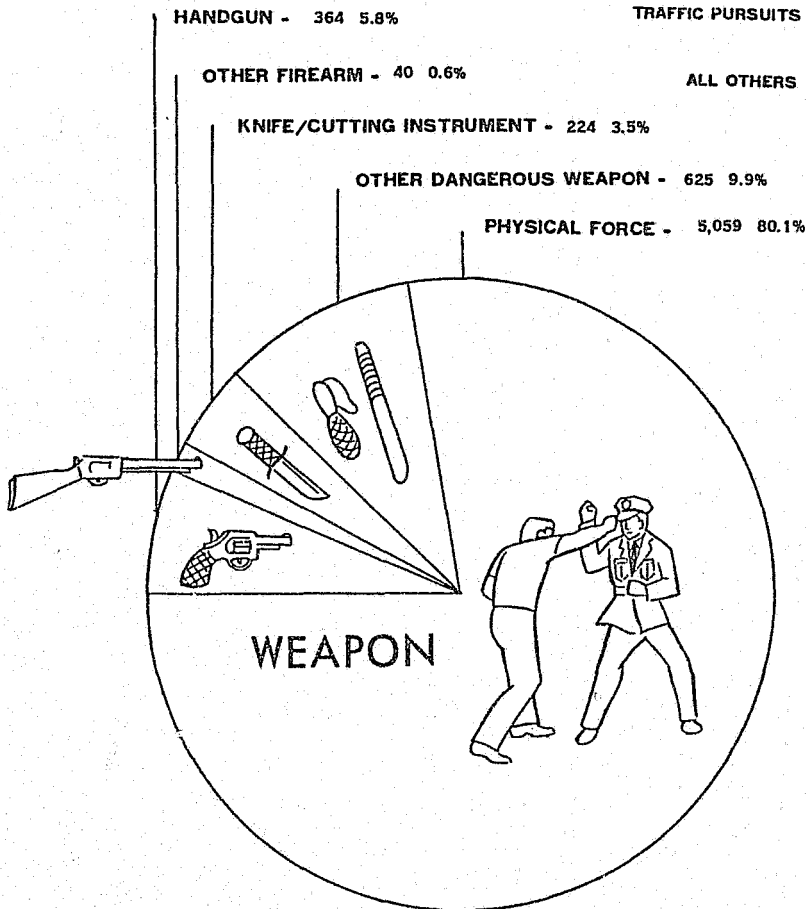 HANDGUN - 364 5.8%
TRAFFIC PURSUITS
OTHER FIREARM - 40 0.6%
ALL OTHERS
KNIFE/CUTTING INSTRUMENT - 224 3.5%
OTHER DANGEROUS WEAPON - 625 9.9%
PHYSICAL FORCE - 5,059 80.1%
WEAPON